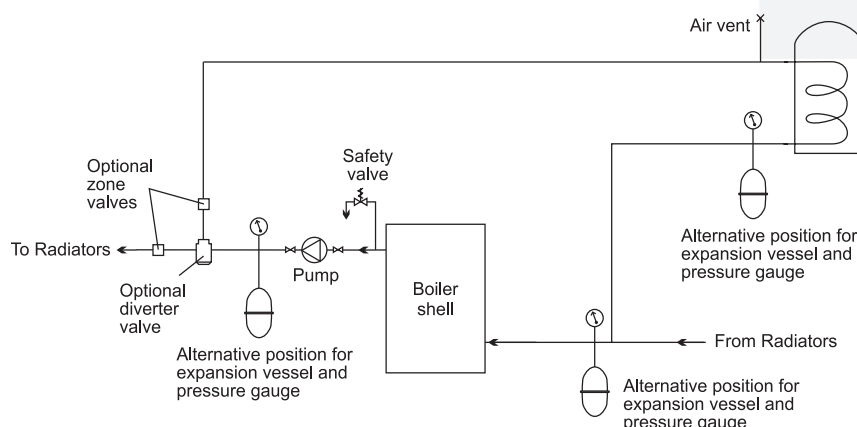 Air vent
Safety
valve
Optional
zone
valves
To Radiators
Pump
Optional
diverter
valve
Boiler
shell
Alternative position for
expansion vessel and
pressure gauge
Alternative position for
expansion vessel and
pressure gauge
From Radiators
Alternative position for
expansion vessel and
pressure gauge